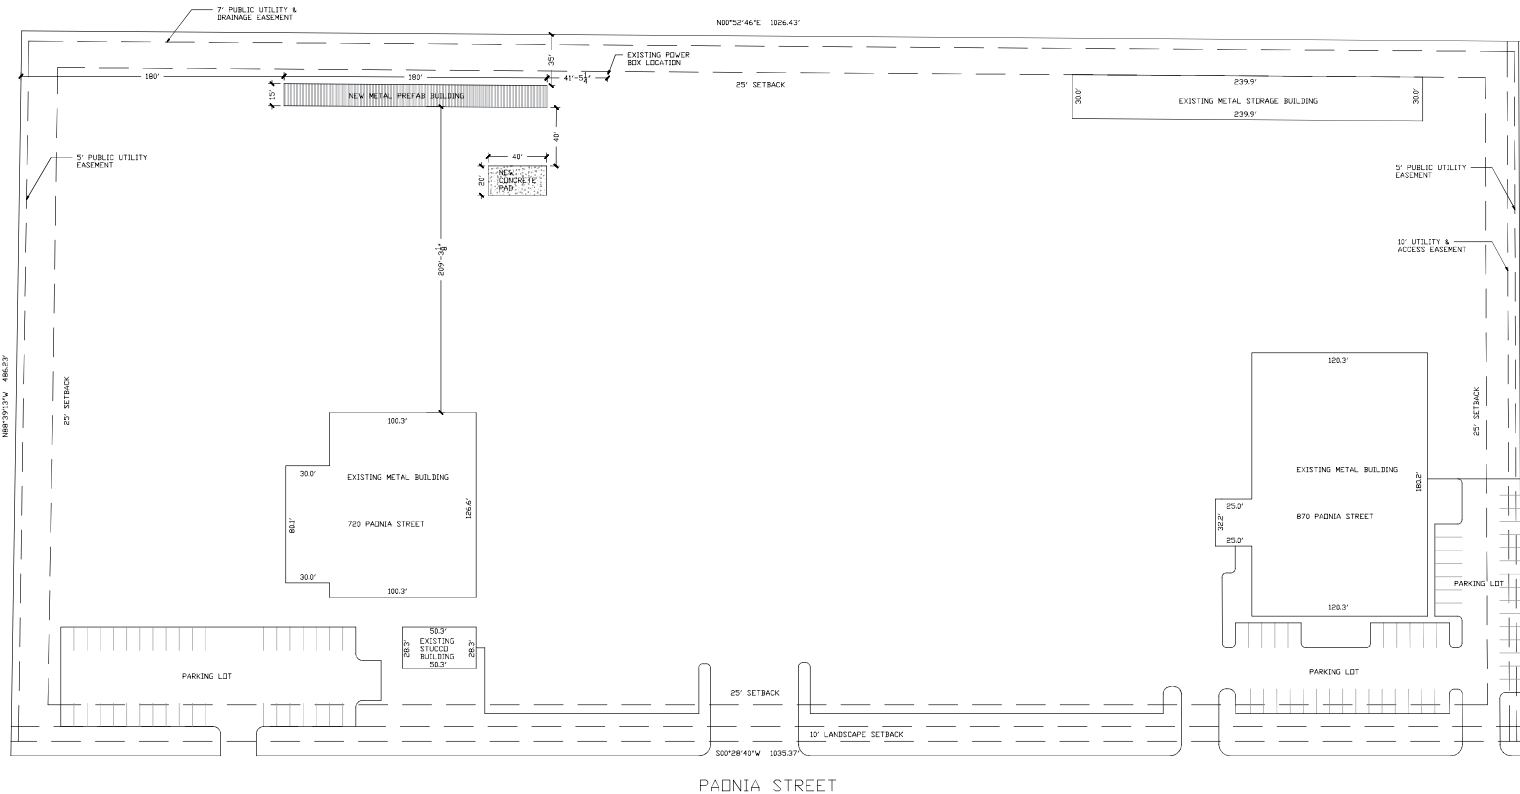 7' PUBLIC UTILITY &
DRAINAGE EASEMENT
N00°52'46"E 1026.43'
35'
EXISTING POWER
BOX LOCATION
180'
180'
41'-5 1/4"
25' SETBACK
15'
NEW METAL PREFAB BUILDING
239.9'
30.0'
EXISTING METAL STORAGE BUILDING
30.0'
239.9'
40'
5' PUBLIC UTILITY
EASEMENT
40'
20'
NEW
CONCRETE
PAD
5' PUBLIC UTILITY
EASEMENT
10' UTILITY &
ACCESS EASEMENT
209'-3 1/8"
N88°39'13"W 486.23'
25' SETBACK
25' SETBACK
100.3'
30.0'
EXISTING METAL BUILDING
80.1'
126.6'
720 PAONIA STREET
30.0'
100.3'
120.3'
EXISTING METAL BUILDING
180.2'
25.0'
32.2'
870 PAONIA STREET
25.0'
120.3'
PARKING LOT
50.3'
28.3'
EXISTING
STUCCO
BUILDING
28.3'
50.3'
PARKING LOT
PARKING LOT
25' SETBACK
10' LANDSCAPE SETBACK
S00°28'40"W 1035.37'
PAONIA STREET